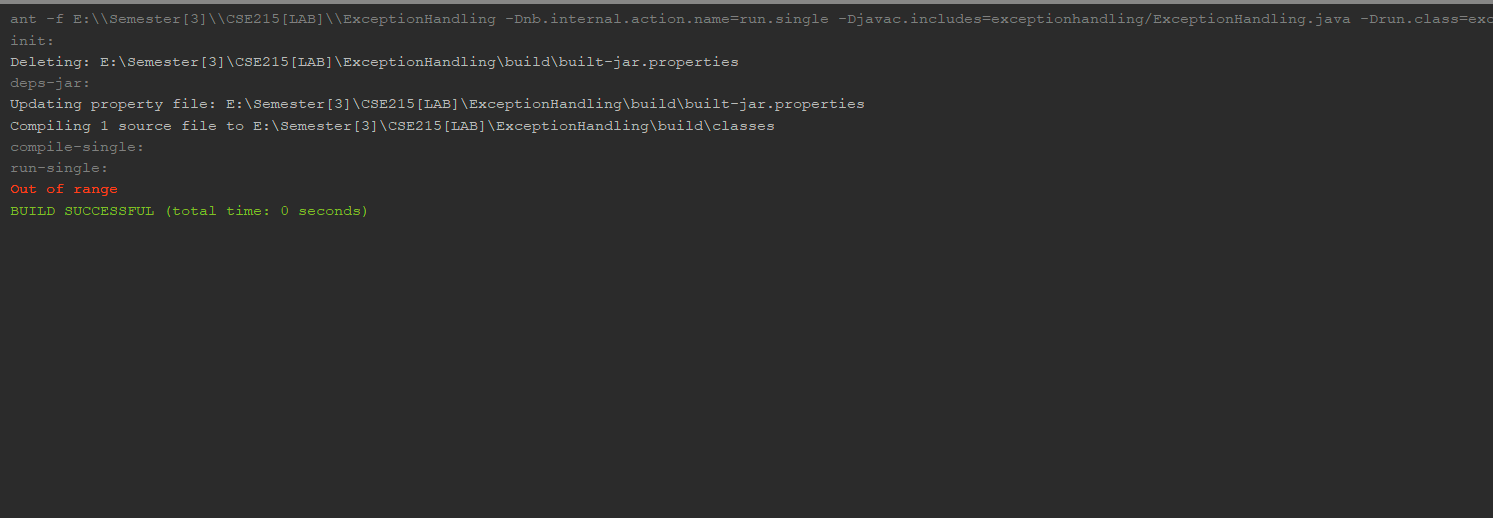 ant -f E:\\Semester[3]\\CSE215[LAB]\\ExceptionHandling -Dnb.internal.action.name=run.single -Djavac.includes=exceptionhandling/ExceptionHandling.java -Drun.class=exc
init:
Deleting: E:\Semester[3]\CSE215[LAB]\ExceptionHandling\build\built-jar.properties
deps-jar:
Updating property file: E:\Semester[3]\CSE215[LAB]\ExceptionHandling\build\built-jar.properties
Compiling 1 source file to E:\Semester[3]\CSE215[LAB]\ExceptionHandling\build\classes
compile-single:
run-single:
Out of range
BUILD SUCCESSFUL (total time: 0 seconds)